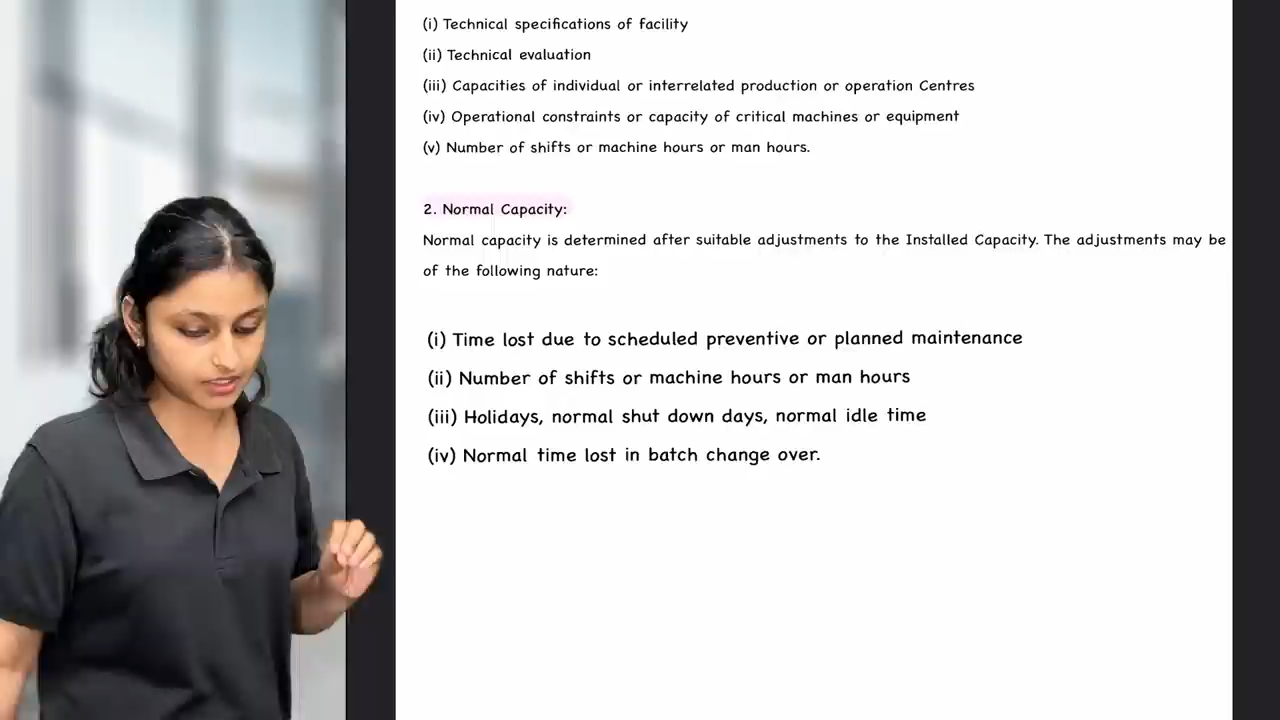 (i) Technical specifications of facility
(ii) Technical evaluation
(iii) Capacities of individual or interrelated production or operation Centres
(iv) Operational constraints or capacity of critical machines or equipment
(v) Number of shifts or machine hours or man hours.
2. Normal Capacity:
Normal capacity is determined after suitable adjustments to the Installed Capacity. The adjustments may be
of the following nature:
(i) Time lost due to scheduled preventive or planned maintenance
(ii) Number of shifts or machine hours or man hours
(iii) Holidays, normal shut down days, normal idle time
(iv) Normal time lost in batch change over.